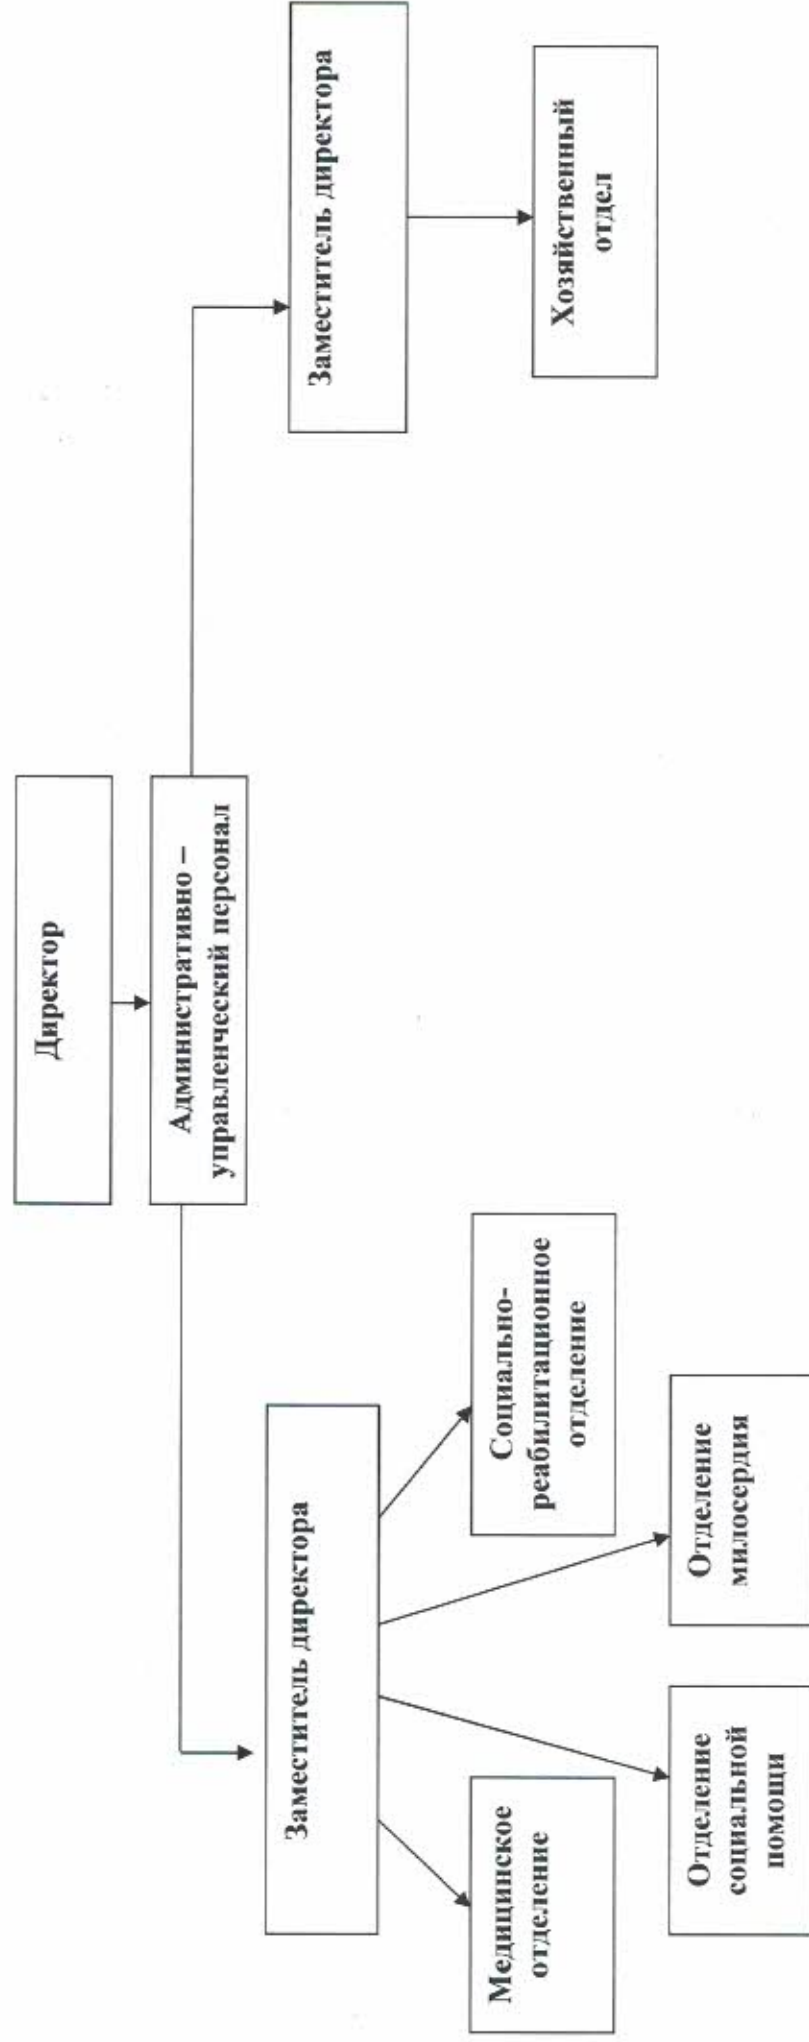 Директор
Административно –
управленческий персонал
Заместитель директора
Заместитель директора
Медицинское
отделение
Социально-
реабилитационное
отделение
Хозяйственный
отдел
Отделение
социальной
помощи
Отделение
милосердия